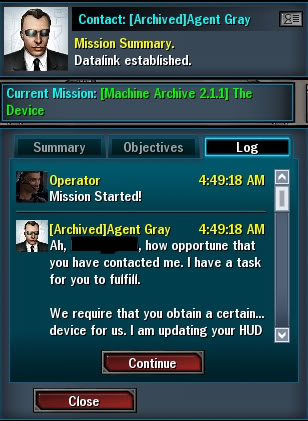 Contact: [Archived]Agent Gray
Mission Summary.
Datalink established.
Current Mission: [Machine Archive 2.1.1] The
Device
Summary
Objectives
Log
Operator 4:49:18 AM
Mission Started!
[Archived]Agent Gray 4:49:18 AM
Ah, , how opportune that
you have contacted me. I have a task
for you to fulfill.
We require that you obtain a certain...
device for us. I am updating your HUD
Continue
Close